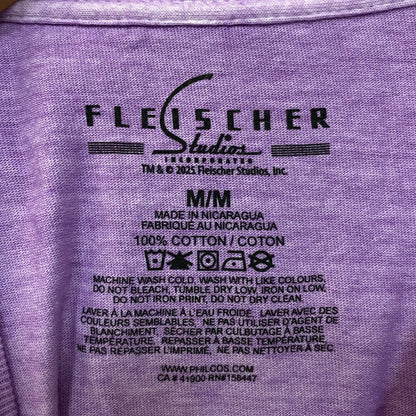 FLEISCHER
Studios
INCORPORATED
TM & © 2025 Fleischer Studios, Inc.
M/M
MADE IN NICARAGUA
FABRIQUÉ AU NICARAGUA
100% COTTON / COTON
MACHINE WASH COLD, WASH WITH LIKE COLOURS,
DO NOT BLEACH, TUMBLE DRY LOW, IRON ON LOW,
DO NOT IRON PRINT, DO NOT DRY CLEAN.
LAVER À LA MACHINE À L'EAU FROIDE, LAVER AVEC DES
COULEURS SEMBLABLES, NE PAS UTILISER D'AGENT DE
BLANCHIMENT, SÉCHER PAR CULBUTAGE À BASSE
TEMPÉRATURE, REPASSER À BASSE TEMPÉRATURE,
NE PAS REPASSER L'IMPRIMÉ, NE PAS NETTOYER À SEC.
WWW.PHILCOS.COM
CA # 41900 RN#158447